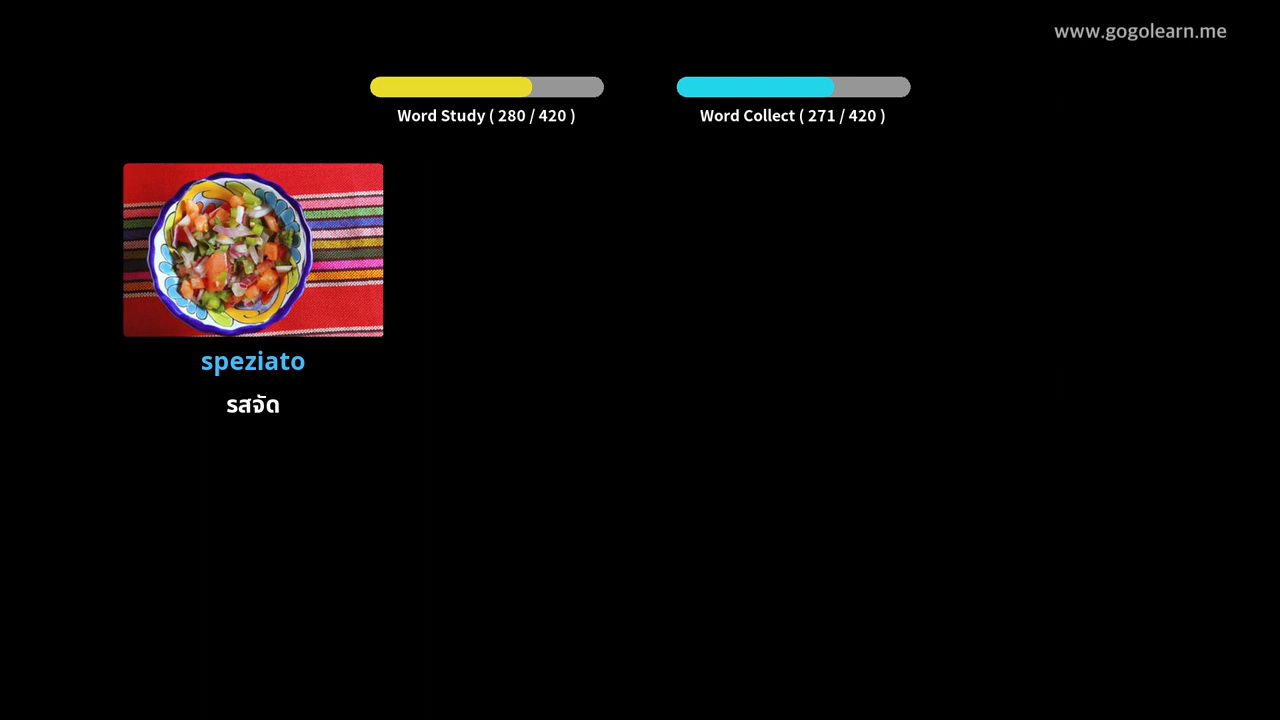 www.gogolearn.me
Word Study ( 280 / 420 )
Word Collect ( 271 / 420 )
speziato
รสจัด